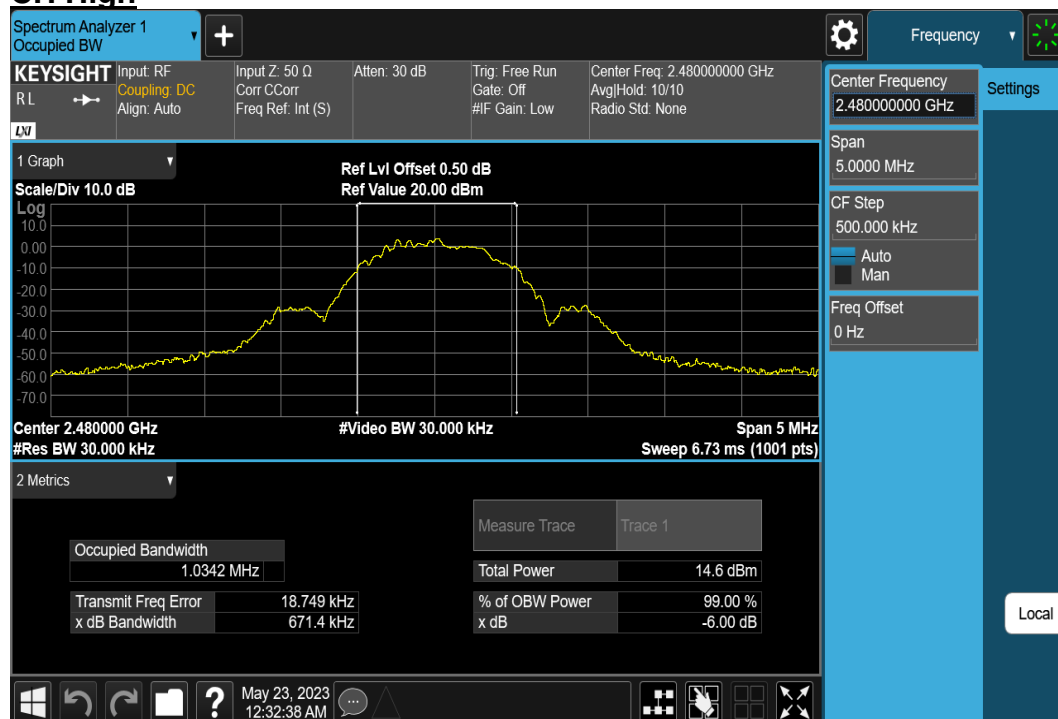 CH High
Spectrum Analyzer 1
Occupied BW
Frequency
KEYSIGHT
R L
LXI
Input: RF
Coupling: DC
Align: Auto
Input Z: 50 Ω
Corr CCorr
Freq Ref: Int (S)
Atten: 30 dB
Trig: Free Run
Gate: Off
#IF Gain: Low
Center Freq: 2.480000000 GHz
Avg|Hold: 10/10
Radio Std: None
Center Frequency
2.480000000 GHz
Settings
Span
5.0000 MHz
CF Step
500.000 kHz
Auto
Man
Freq Offset
0 Hz
Local
1 Graph
Scale/Div 10.0 dB
Ref Lvl Offset 0.50 dB
Ref Value 20.00 dBm
Log
10.0
0.00
-10.0
-20.0
-30.0
-40.0
-50.0
-60.0
-70.0
Center 2.480000 GHz
#Video BW 30.000 kHz
Span 5 MHz
#Res BW 30.000 kHz
Sweep 6.73 ms (1001 pts)
2 Metrics
Measure Trace
Trace 1
Occupied Bandwidth
1.0342 MHz
Total Power
14.6 dBm
Transmit Freq Error
18.749 kHz
% of OBW Power
99.00 %
x dB Bandwidth
671.4 kHz
x dB
-6.00 dB
?
May 23, 2023
12:32:38 AM